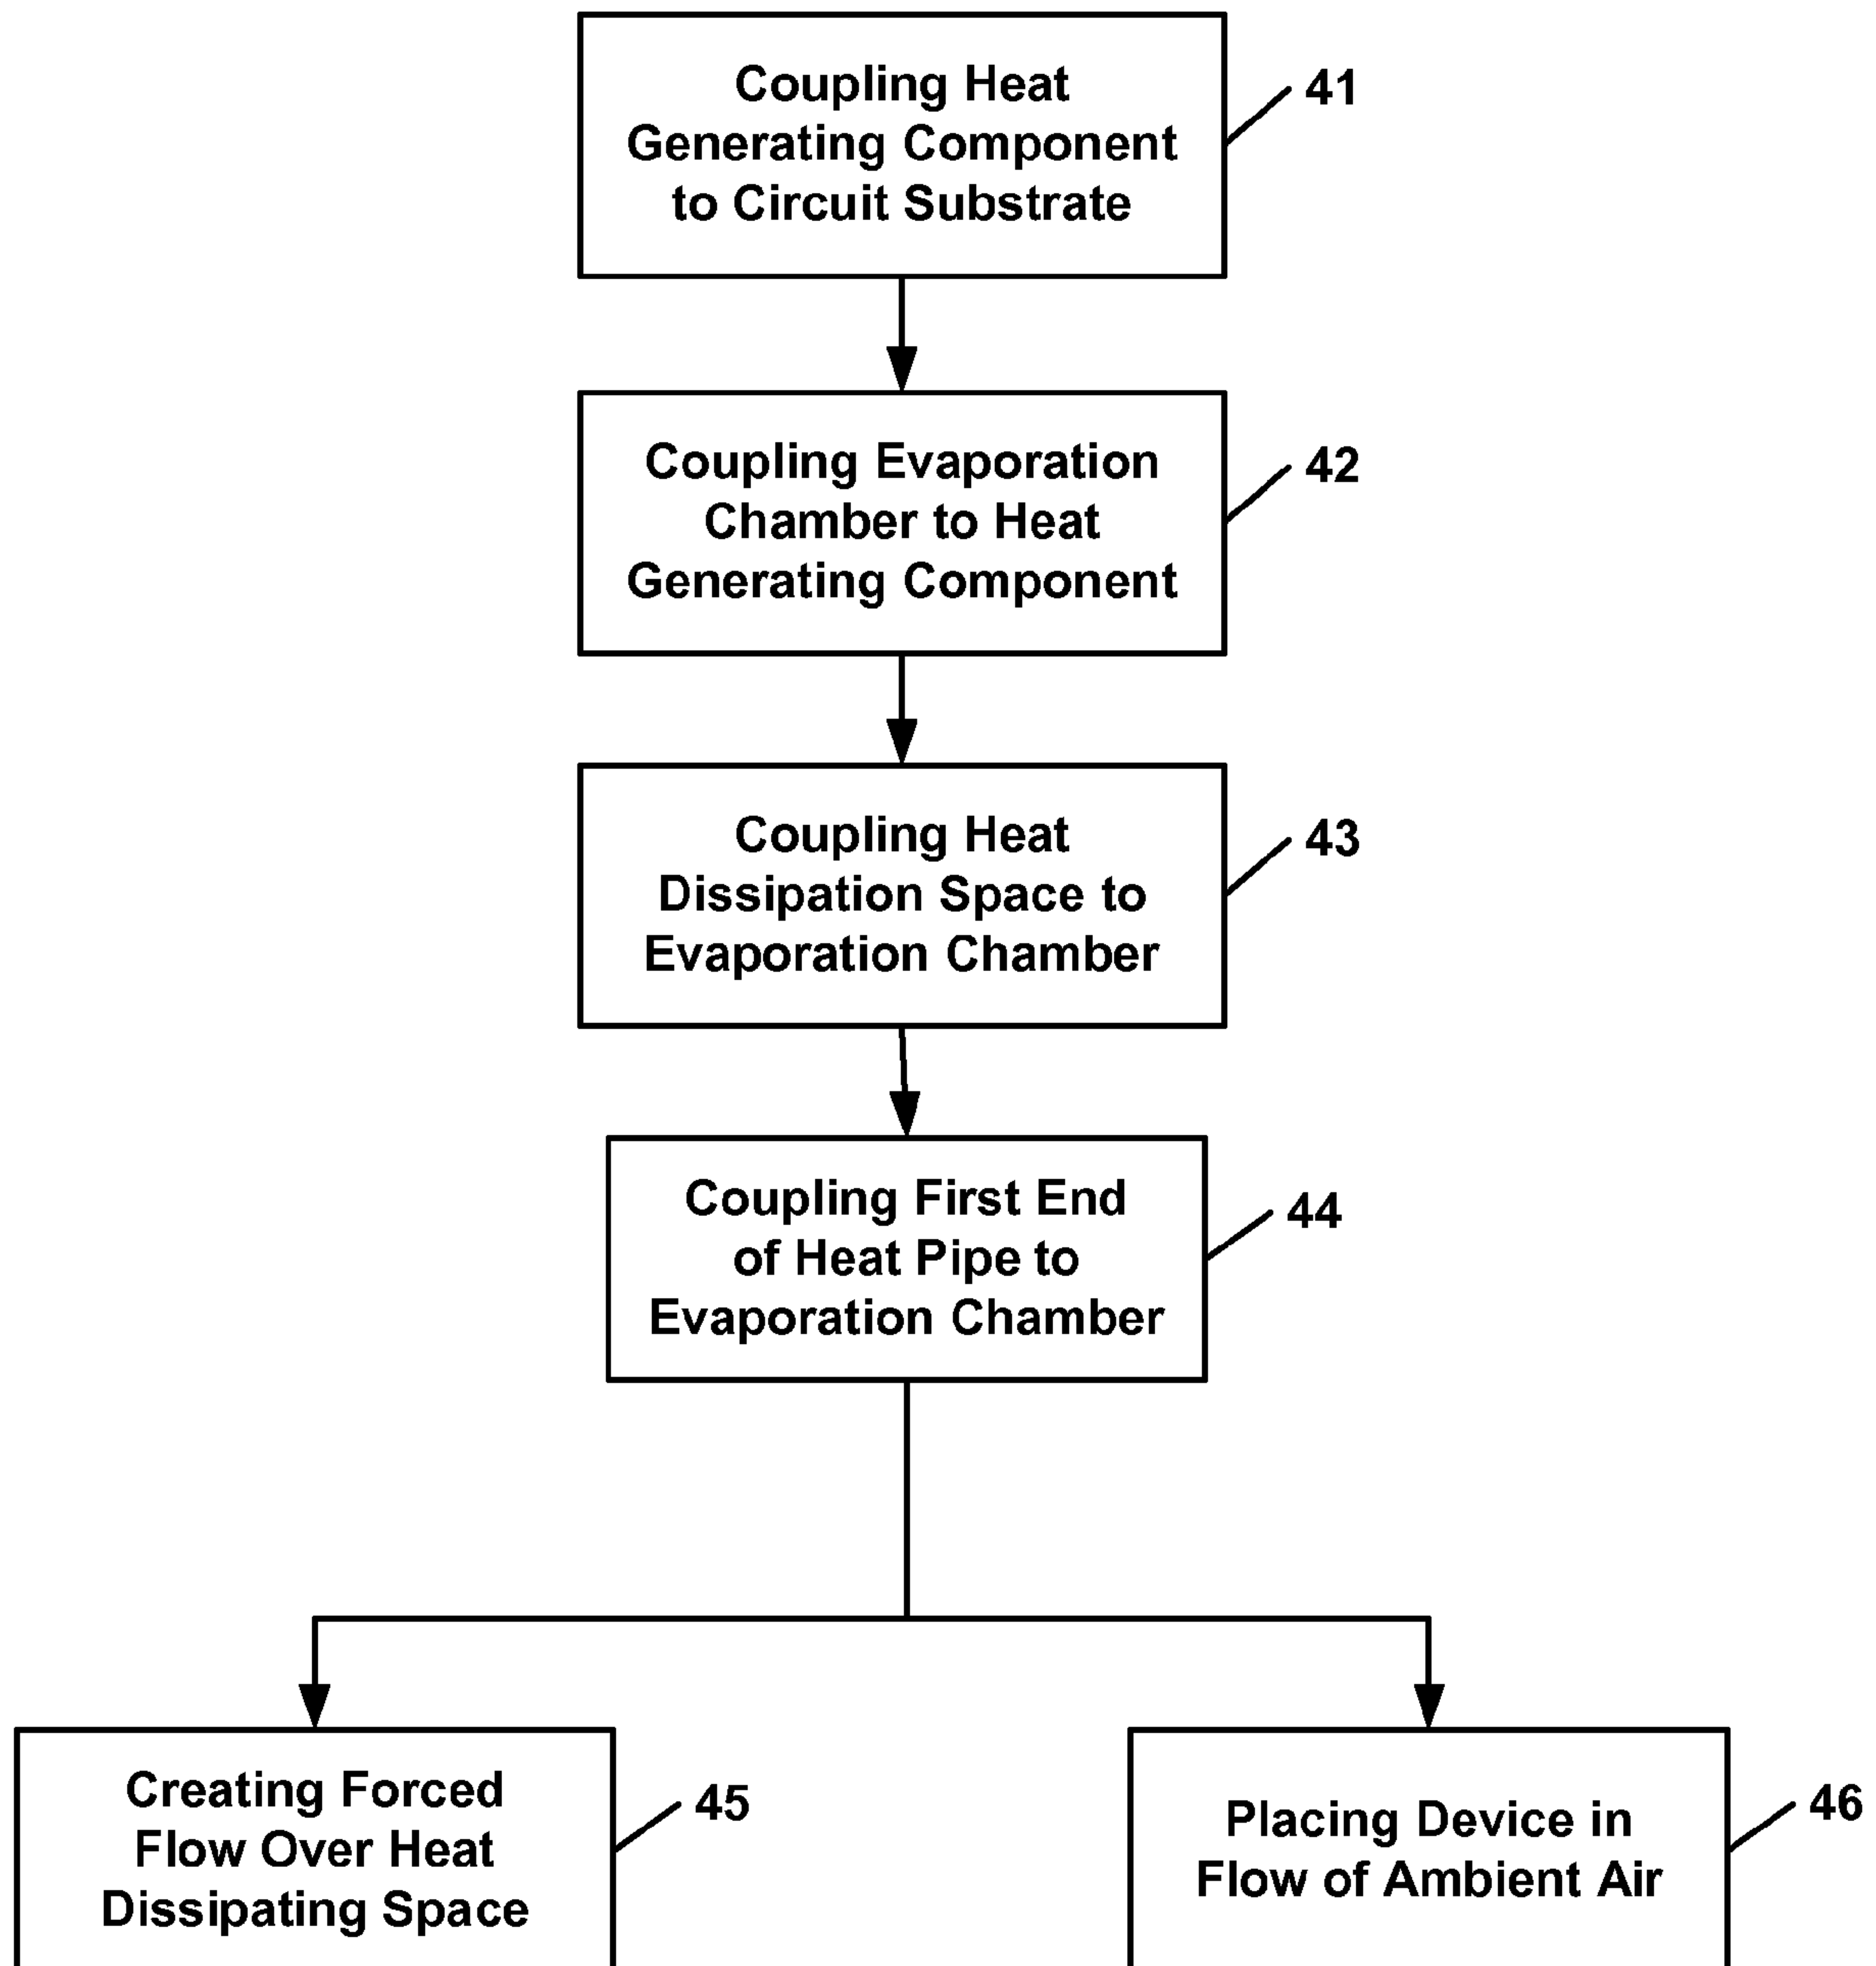 Coupling Heat
Generating Component
to Circuit Substrate
41
Coupling Evaporation
Chamber to Heat
Generating Component
42
Coupling Heat
Dissipation Space to
Evaporation Chamber
43
Coupling First End
of Heat Pipe to
Evaporation Chamber
44
Creating Forced
Flow Over Heat
Dissipating Space
45
Placing Device in
Flow of Ambient Air
46